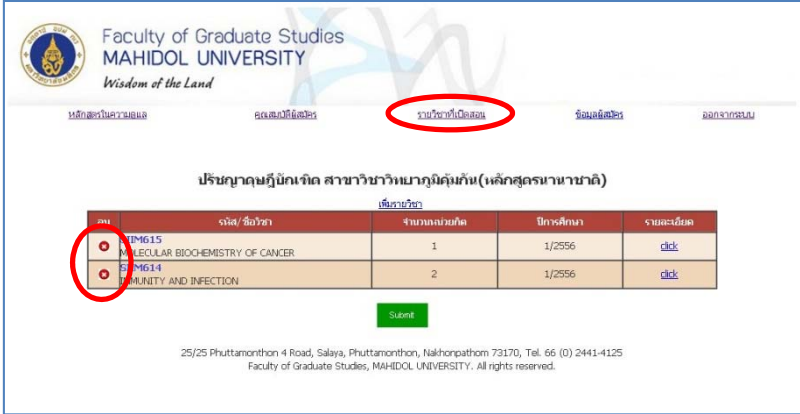 Faculty of Graduate Studies
MAHIDOL UNIVERSITY
Wisdom of the Land
หลักสูตรในความดูแล คุณสมบัติผู้สมัคร รายวิชาที่เปิดสอน ข้อมูลผู้สมัคร ออกจากระบบ
ปรัชญาดุษฎีบัณฑิต สาขาวิชาวิทยาภูมิคุ้มกัน(หลักสูตรนานาชาติ)
เพิ่มรายวิชา
ลบ รหัส/ชื่อวิชา จำนวนหน่วยกิต ปีการศึกษา รายละเอียด
SIIM615
MOLECULAR BIOCHEMISTRY OF CANCER 1 1/2556 click
SIIM614
IMMUNITY AND INFECTION 2 1/2556 click
Submit
25/25 Phuttamonthon 4 Road, Salaya, Phuttamonthon, Nakhonpathom 73170, Tel. 66 (0) 2441-4125
Faculty of Graduate Studies, MAHIDOL UNIVERSITY. All rights reserved.